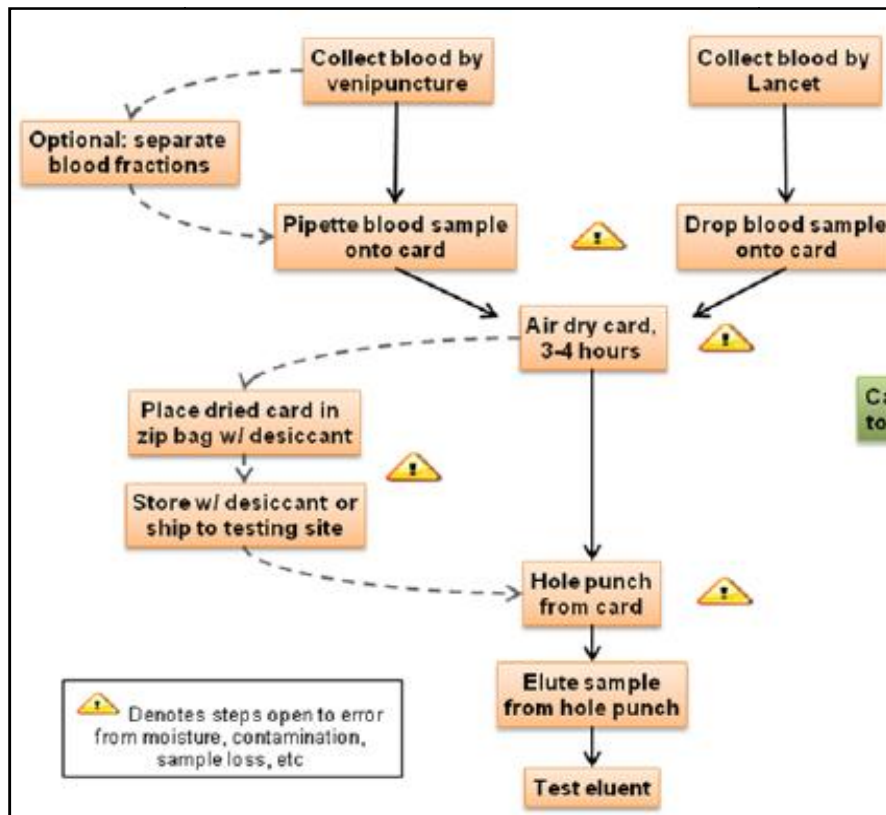 Collect blood by
venipuncture
Collect blood by
Lancet
Optional: separate
blood fractions
Pipette blood sample
onto card
Drop blood sample
onto card
Air dry card,
3-4 hours
Place dried card in
zip bag w/ desiccant
Store w/ desiccant or
ship to testing site
Hole punch
from card
Elute sample
from hole punch
Test eluent
Denotes steps open to error
from moisture, contamination,
sample loss, etc
to